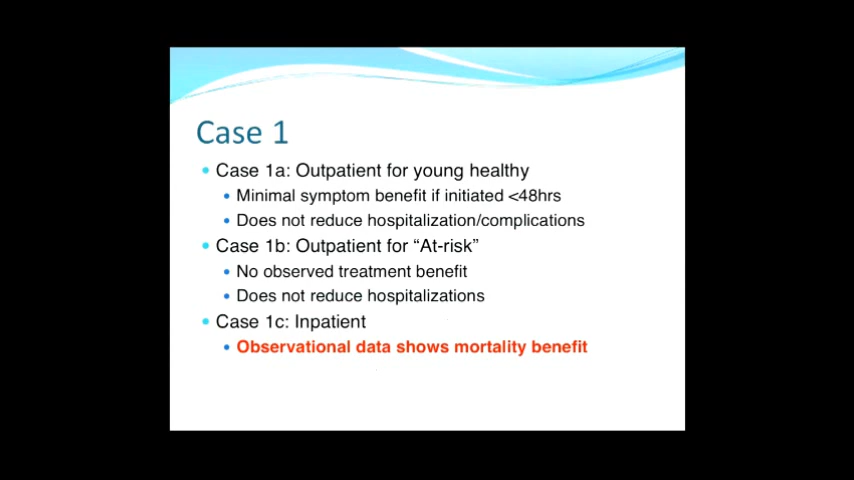 Case 1
Case 1a: Outpatient for young healthy
Minimal symptom benefit if initiated <48hrs
Does not reduce hospitalization/complications
Case 1b: Outpatient for “At-risk”
No observed treatment benefit
Does not reduce hospitalizations
Case 1c: Inpatient
Observational data shows mortality benefit